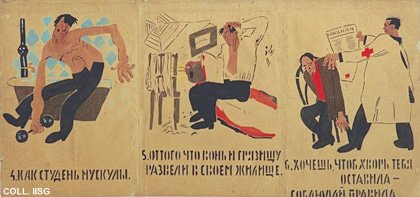 ПРАВИЛА
4. КАК СТУДЕНЬ МУСКУЛЫ.
5. ОТТОГО ЧТО ВОНЬ И ГРЯЗИЩУ
РАЗВЕЛИ В СВОЕМ ЖИЛИЩЕ.
6. ХОЧЕШЬ, ЧТОБ ХВОРЬ ТЕБЯ
ОСТАВИЛА –
СОБЛЮДАЙ ПРАВИЛА
COLL. IISG